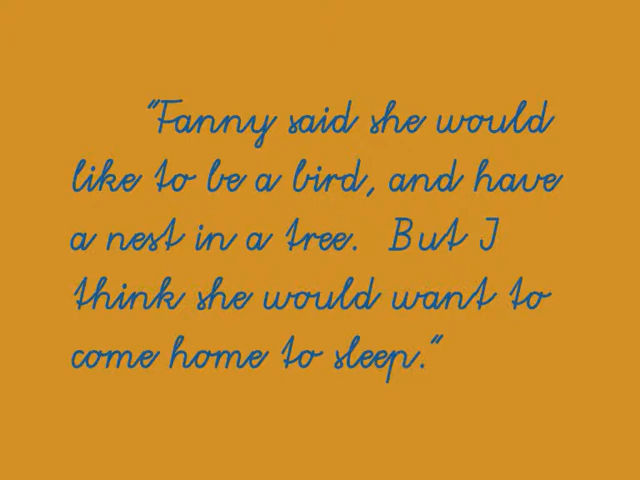 "Fanny said she would
like to be a bird, and have
a nest in a tree. But I
think she would want to
come home to sleep."